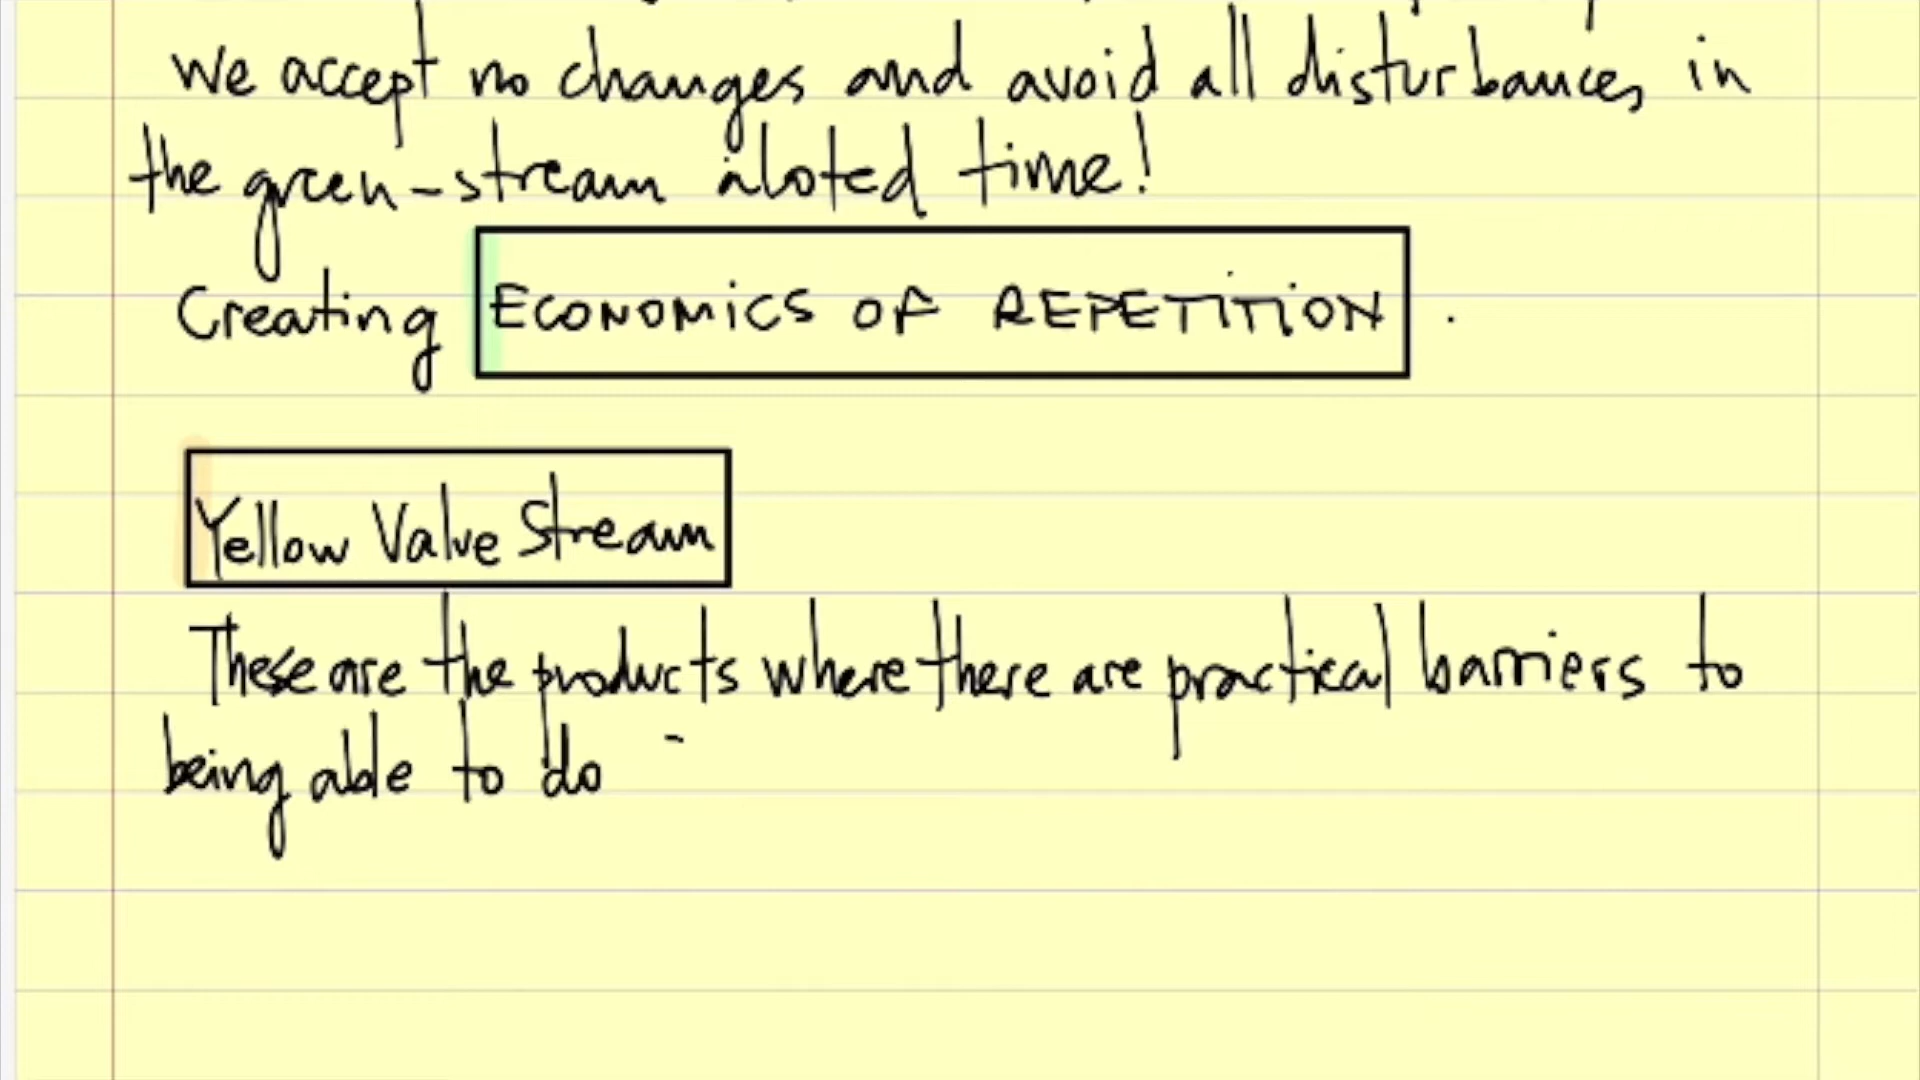 We accept no changes and avoid all disturbances in
the green-stream aloted time!
Creating ECONOMICS OF REPETITION .
Yellow Value Stream
These are the products where there are practical barriers to
being able to do